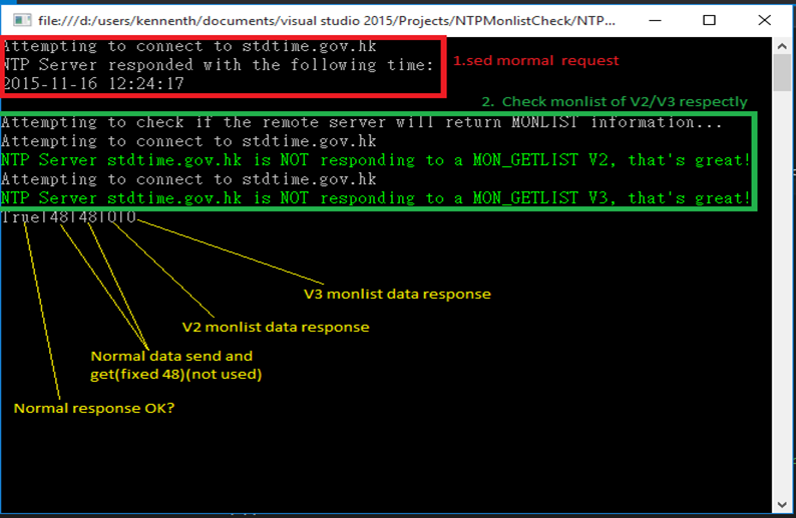 file:///d:/users/kennenth/documents/visual studio 2015/Projects/NTPMonlistCheck/NTP...
Attempting to connect to stdtime.gov.hk
NTP Server responded with the following time:
2015-11-16 12:24:17
1.sed mormal request
2. Check monlist of V2/V3 respectly
Attempting to check if the remote server will return MONLIST information...
Attempting to connect to stdtime.gov.hk
NTP Server stdtime.gov.hk is NOT responding to a MON_GETLIST V2, that's great!
Attempting to connect to stdtime.gov.hk
NTP Server stdtime.gov.hk is NOT responding to a MON_GETLIST V3, that's great!
True|48|48|0|0
V3 monlist data response
V2 monlist data response
Normal data send and
get(fixed 48)(not used)
Normal response OK?